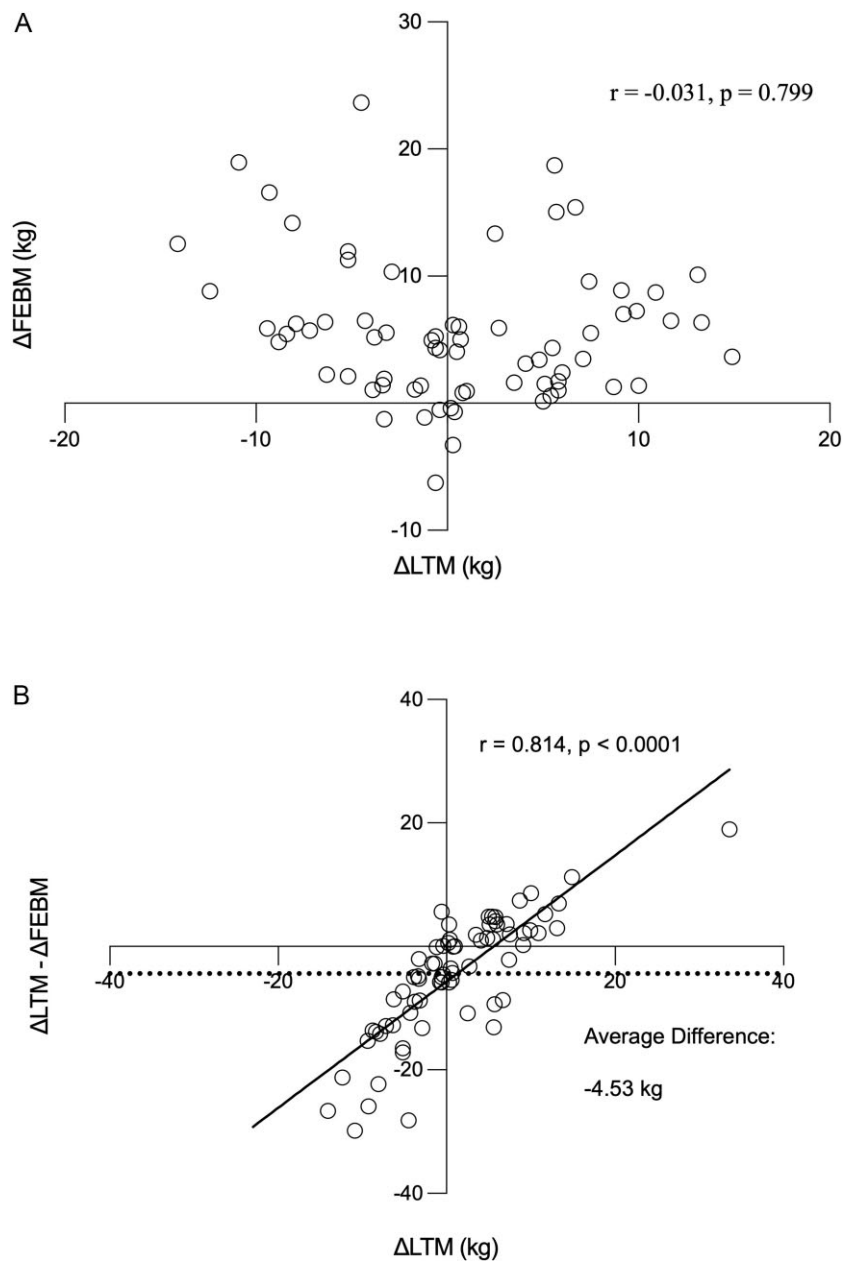 A
30
r = -0.031, p = 0.799
20
ΔFEBM (kg)
10
-20
-10
10
20
-10
ΔLTM (kg)
B
40
r = 0.814, p < 0.0001
20
ΔLTM - ΔFEBM
-40
-20
20
40
Average Difference:
-20
-4.53 kg
-40
ΔLTM (kg)